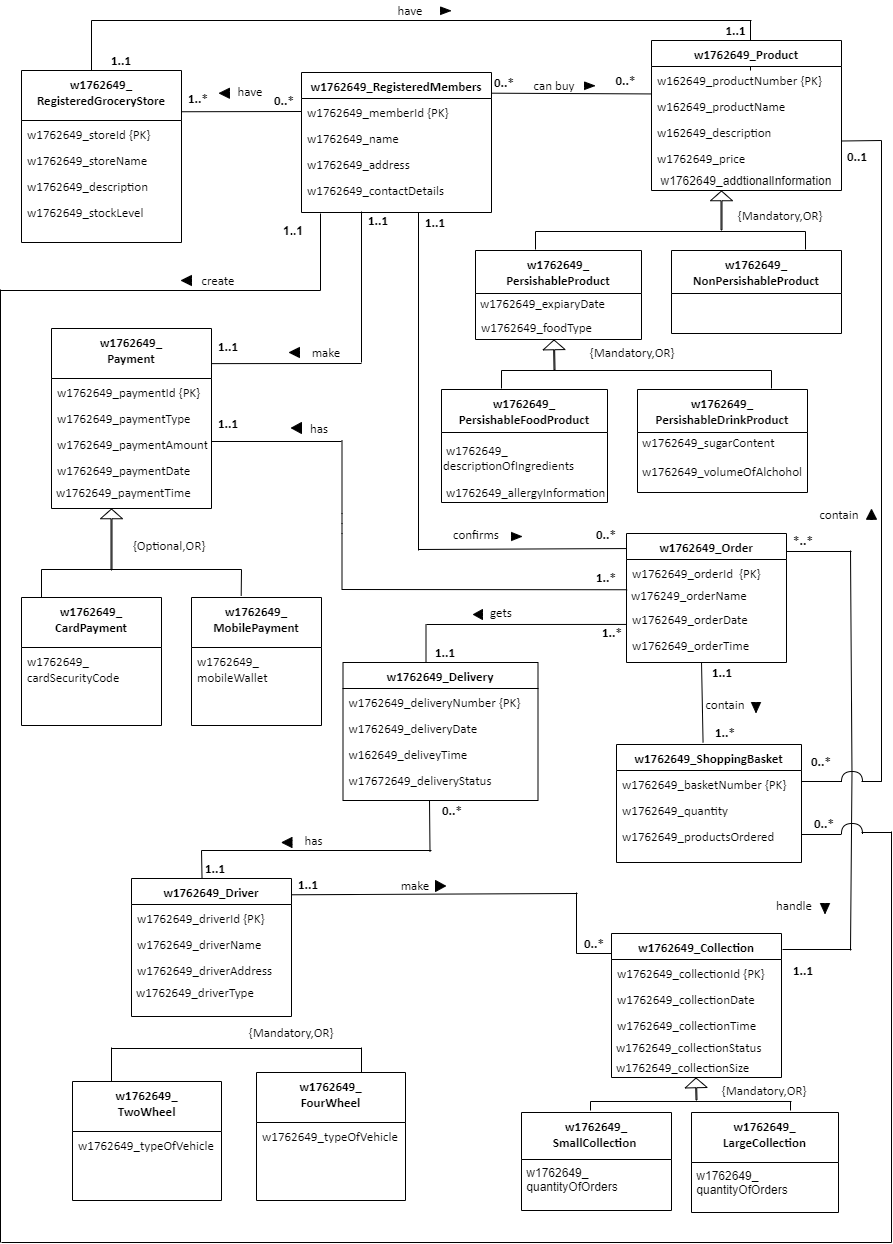 have
1..1
1..1
w1762649_
RegisteredGroceryStore
w1762649_storeId {PK}
w1762649_storeName
w1762649_description
w1762649_stockLevel
1..*
have
0..*
w1762649_RegisteredMembers
w1762649_memberId {PK}
w1762649_name
w1762649_address
w1762649_contactDetails
0..*
can buy
0..*
w1762649_Product
w162649_productNumber {PK}
w162649_productName
w162649_description
w1762649_price
w1762649_addtionalInformation
0..1
{Mandatory,OR}
1..1
1..1
1..1
create
w1762649_
PersishableProduct
w1762649_expiaryDate
w1762649_foodType
w1762649_
NonPersishableProduct
{Mandatory,OR}
w1762649_
Payment
w1762649_paymentId {PK}
w1762649_paymentType
w1762649_paymentAmount
w1762649_paymentDate
w1762649_paymentTime
1..1
make
1..1
has
w1762649_
PersishableFoodProduct
w1762649_
descriptionOfIngredients
w1762649_allergyInformation
w1762649_
PersishableDrinkProduct
w1762649_sugarContent
w1762649_volumeOfAlchohol
contain
{Optional,OR}
confirms
0..*
*..*
1..*
w1762649_Order
w1762649_orderId  {PK}
w176249_orderName
w1762649_orderDate
w1762649_orderTime
w1762649_
CardPayment
w1762649_
cardSecurityCode
w1762649_
MobilePayment
w1762649_
mobileWallet
gets
1..*
1..1
1..1
w1762649_Delivery
w1762649_deliveryNumber {PK}
w1762649_deliveryDate
w162649_deliveyTime
w17672649_deliveryStatus
contain
1..*
w1762649_ShoppingBasket
w1762649_basketNumber {PK}
w1762649_quantity
w1762649_productsOrdered
0..*
0..*
0..*
has
1..1
w1762649_Driver
w1762649_driverId {PK}
w1762649_driverName
w1762649_driverAddress
w1762649_driverType
1..1
make
handle
0..*
w1762649_Collection
w1762649_collectionId {PK}
w1762649_collectionDate
w1762649_collectionTime
w1762649_collectionStatus
w1762649_collectionSize
1..1
{Mandatory,OR}
{Mandatory,OR}
w1762649_
TwoWheel
w1762649_typeOfVehicle
w1762649_
FourWheel
w1762649_typeOfVehicle
w1762649_
SmallCollection
w1762649_
quantityOfOrders
w1762649_
LargeCollection
w1762649_
quantityOfOrders